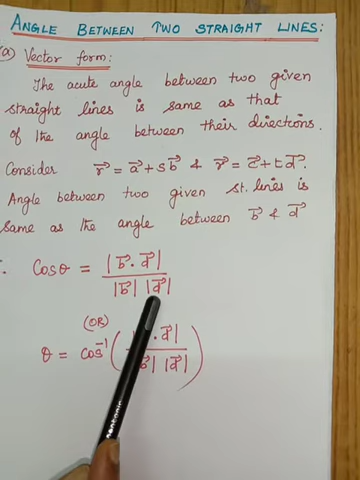 ANGLE BETWEEN TWO STRAIGHT LINES:
(a) Vector form:
The acute angle between two given
straight lines is same as that
of the angle between their directions.
Consider r⃗ = a⃗ + s b⃗ & r⃗ = c⃗ + t d⃗.
Angle between two given st. lines is
same as the angle between b⃗ & d⃗
Cosθ = |b⃗ . d⃗| / |b⃗| |d⃗|
(OR)
θ = cos⁻¹ ( . d⃗| / b⃗| |d⃗| )